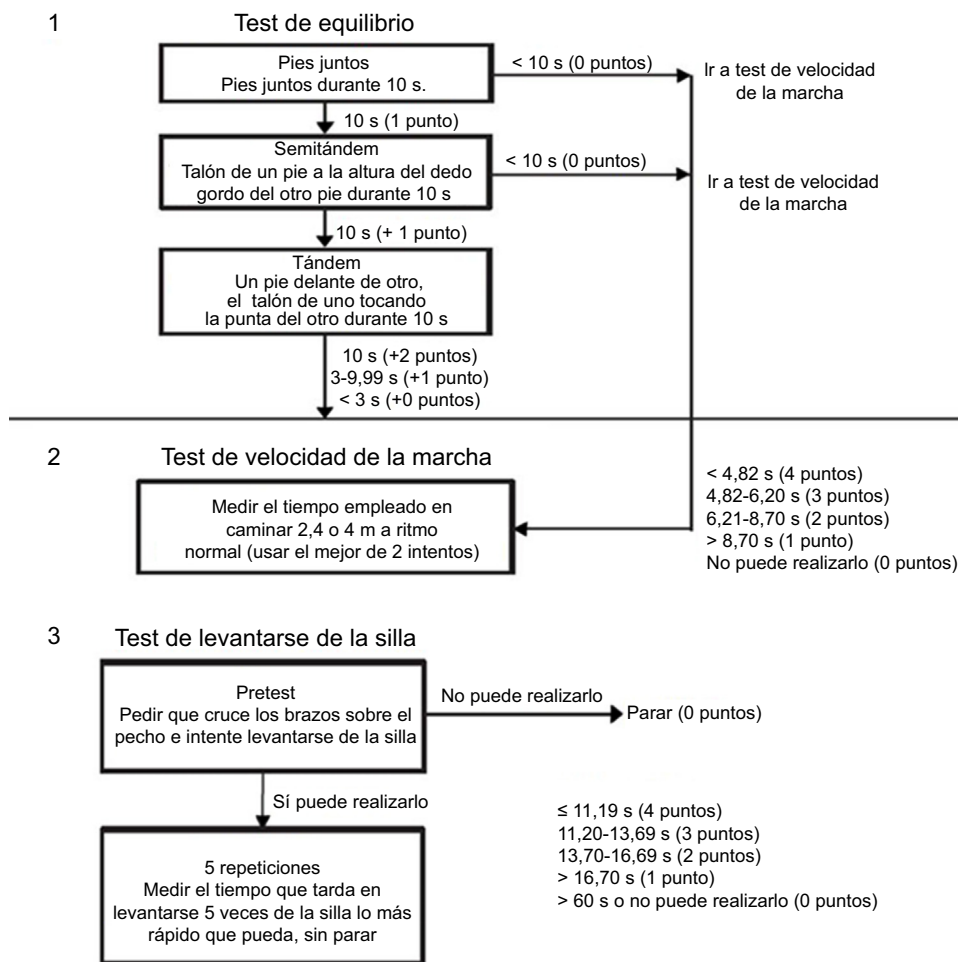 1
Test de equilibrio
Pies juntos
Pies juntos durante 10 s.
< 10 s (0 puntos)
Ir a test de velocidad
de la marcha
10 s (1 punto)
Semitándem
Talón de un pie a la altura del dedo
gordo del otro pie durante 10 s
< 10 s (0 puntos)
Ir a test de velocidad
de la marcha
10 s (+ 1 punto)
Tándem
Un pie delante de otro,
el talón de uno tocando
la punta del otro durante 10 s
10 s (+2 puntos)
3-9,99 s (+1 punto)
< 3 s (+0 puntos)
2
Test de velocidad de la marcha
Medir el tiempo empleado en
caminar 2,4 o 4 m a ritmo
normal (usar el mejor de 2 intentos)
< 4,82 s (4 puntos)
4,82-6,20 s (3 puntos)
6,21-8,70 s (2 puntos)
> 8,70 s (1 punto)
No puede realizarlo (0 puntos)
3
Test de levantarse de la silla
Pretest
Pedir que cruce los brazos sobre el
pecho e intente levantarse de la silla
No puede realizarlo
Parar (0 puntos)
Sí puede realizarlo
5 repeticiones
Medir el tiempo que tarda en
levantarse 5 veces de la silla lo más
rápido que pueda, sin parar
≤ 11,19 s (4 puntos)
11,20-13,69 s (3 puntos)
13,70-16,69 s (2 puntos)
> 16,70 s (1 punto)
> 60 s o no puede realizarlo (0 puntos)